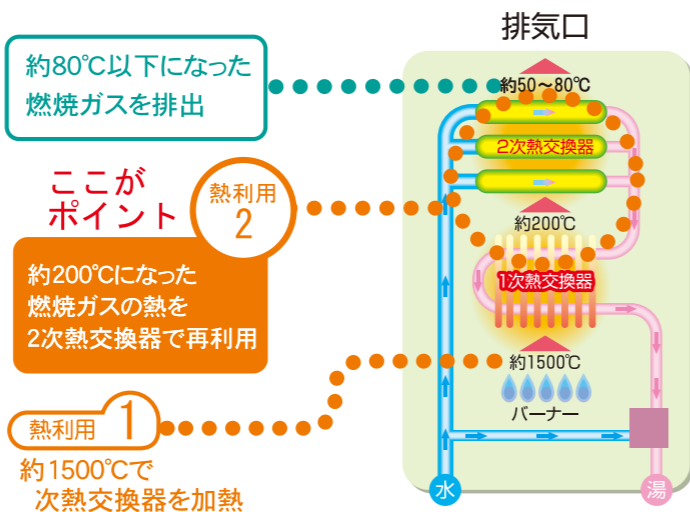 排気口
約80℃以下になった
燃焼ガスを排出
約50～80℃
2次熱交換器
ここが
ポイント
熱利用
2
約200℃
約200℃になった
燃焼ガスの熱を
2次熱交換器で再利用
1次熱交換器
約1500℃
バーナー
熱利用 1
約1500℃で
次熱交換器を加熱
水
湯